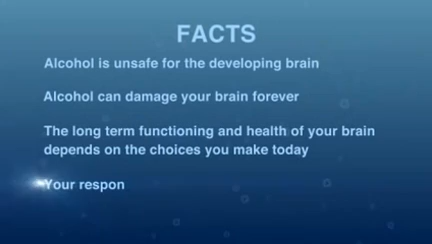 FACTS
Alcohol is unsafe for the developing brain
Alcohol can damage your brain forever
The long term functioning and health of your brain
depends on the choices you make today
Your respon